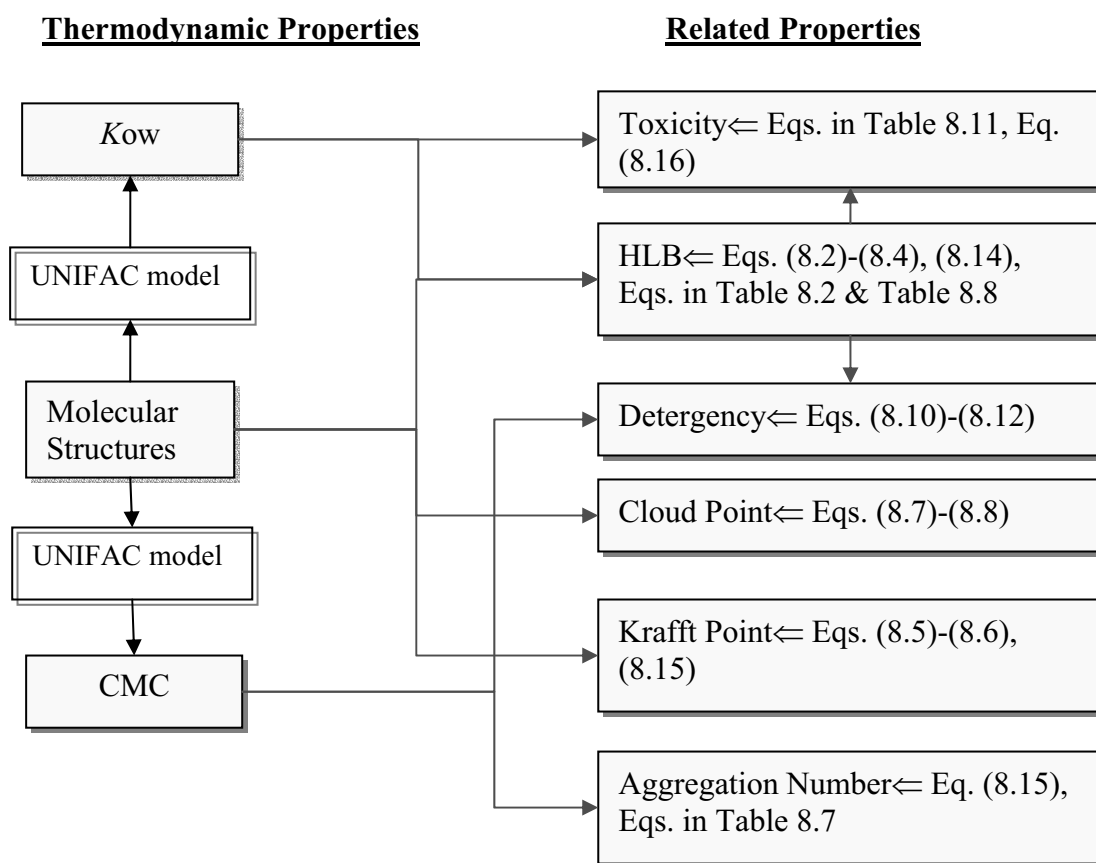 Thermodynamic Properties
Related Properties
Kow
UNIFAC model
Molecular
Structures
UNIFAC model
CMC
Toxicity⇐ Eqs. in Table 8.11, Eq.
(8.16)
HLB⇐ Eqs. (8.2)-(8.4), (8.14),
Eqs. in Table 8.2 & Table 8.8
Detergency⇐ Eqs. (8.10)-(8.12)
Cloud Point⇐ Eqs. (8.7)-(8.8)
Krafft Point⇐ Eqs. (8.5)-(8.6),
(8.15)
Aggregation Number⇐ Eq. (8.15),
Eqs. in Table 8.7